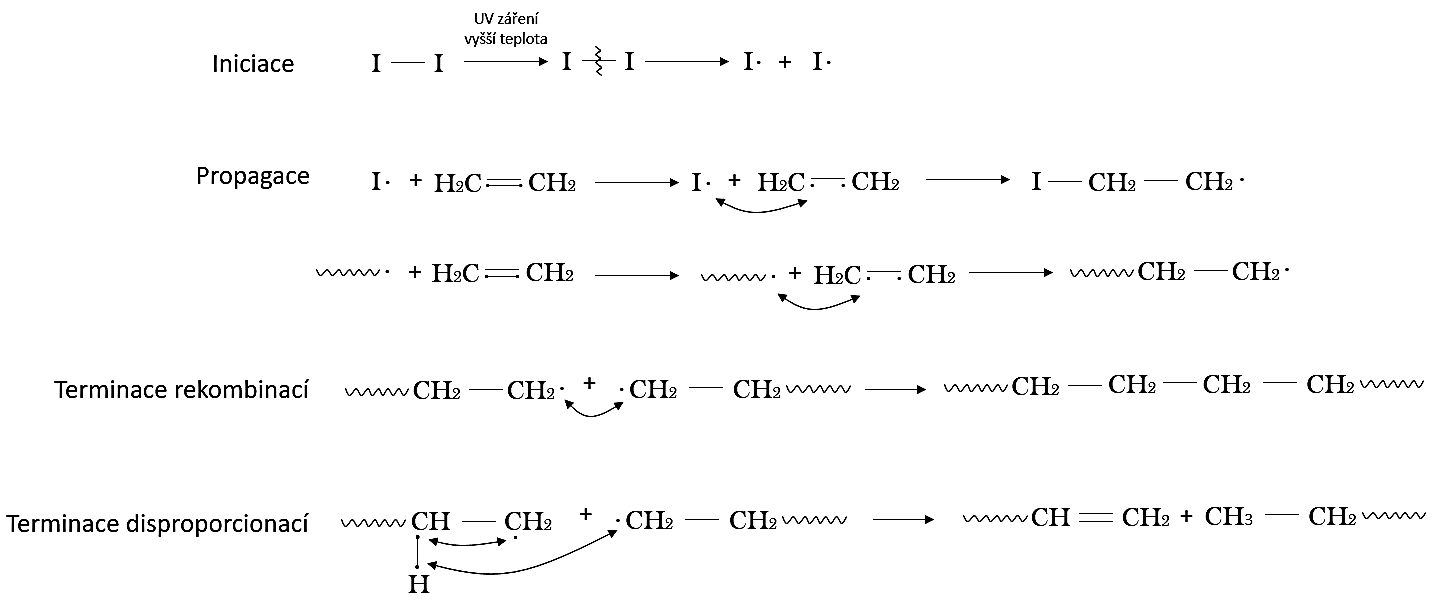 UV záření
vyšší teplota
Iniciace I — I I I I· + I·
Propagace I· + H₂C CH₂ I· + H₂C· ·CH₂ I — CH₂ — CH₂·
· + H₂C CH₂ · + H₂C· ·CH₂ CH₂ — CH₂·
Terminace rekombinací CH₂ — CH₂· + ·CH₂ — CH₂ CH₂ — CH₂ — CH₂ — CH₂
Terminace disproporcionací CH — CH₂ + ·CH₂ — CH₂ CH CH₂ + CH₃ — CH₂
H